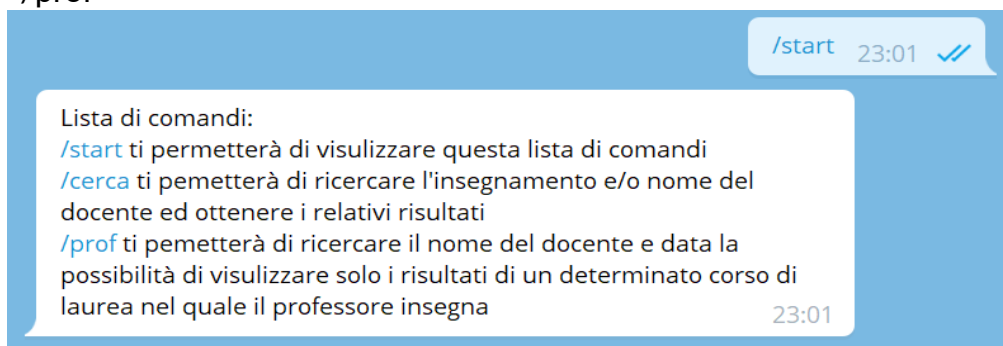 /start 23:01
Lista di comandi:
/start ti permetterà di visulizzare questa lista di comandi
/cerca ti pemetterà di ricercare l'insegnamento e/o nome del
docente ed ottenere i relativi risultati
/prof ti pemetterà di ricercare il nome del docente e data la
possibilità di visulizzare solo i risultati di un determinato corso di
laurea nel quale il professore insegna
23:01